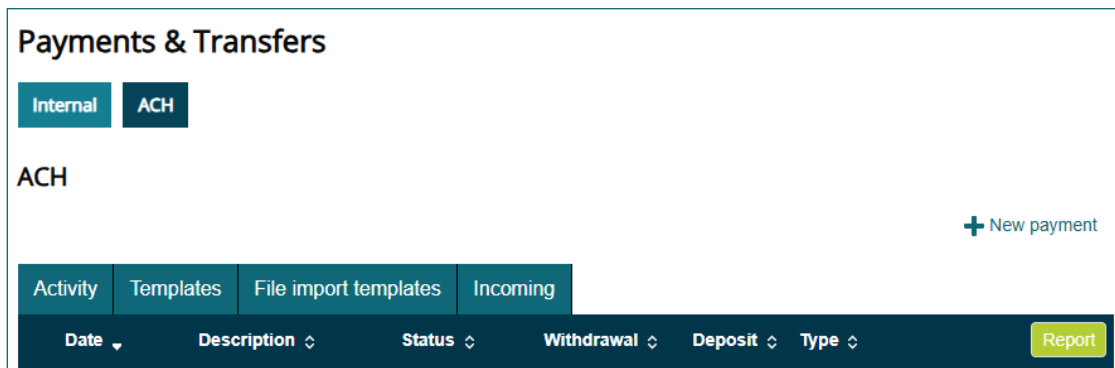 Payments & Transfers
Internal ACH
ACH
New payment
Activity Templates File import templates Incoming
Date Description Status Withdrawal Deposit Type Report